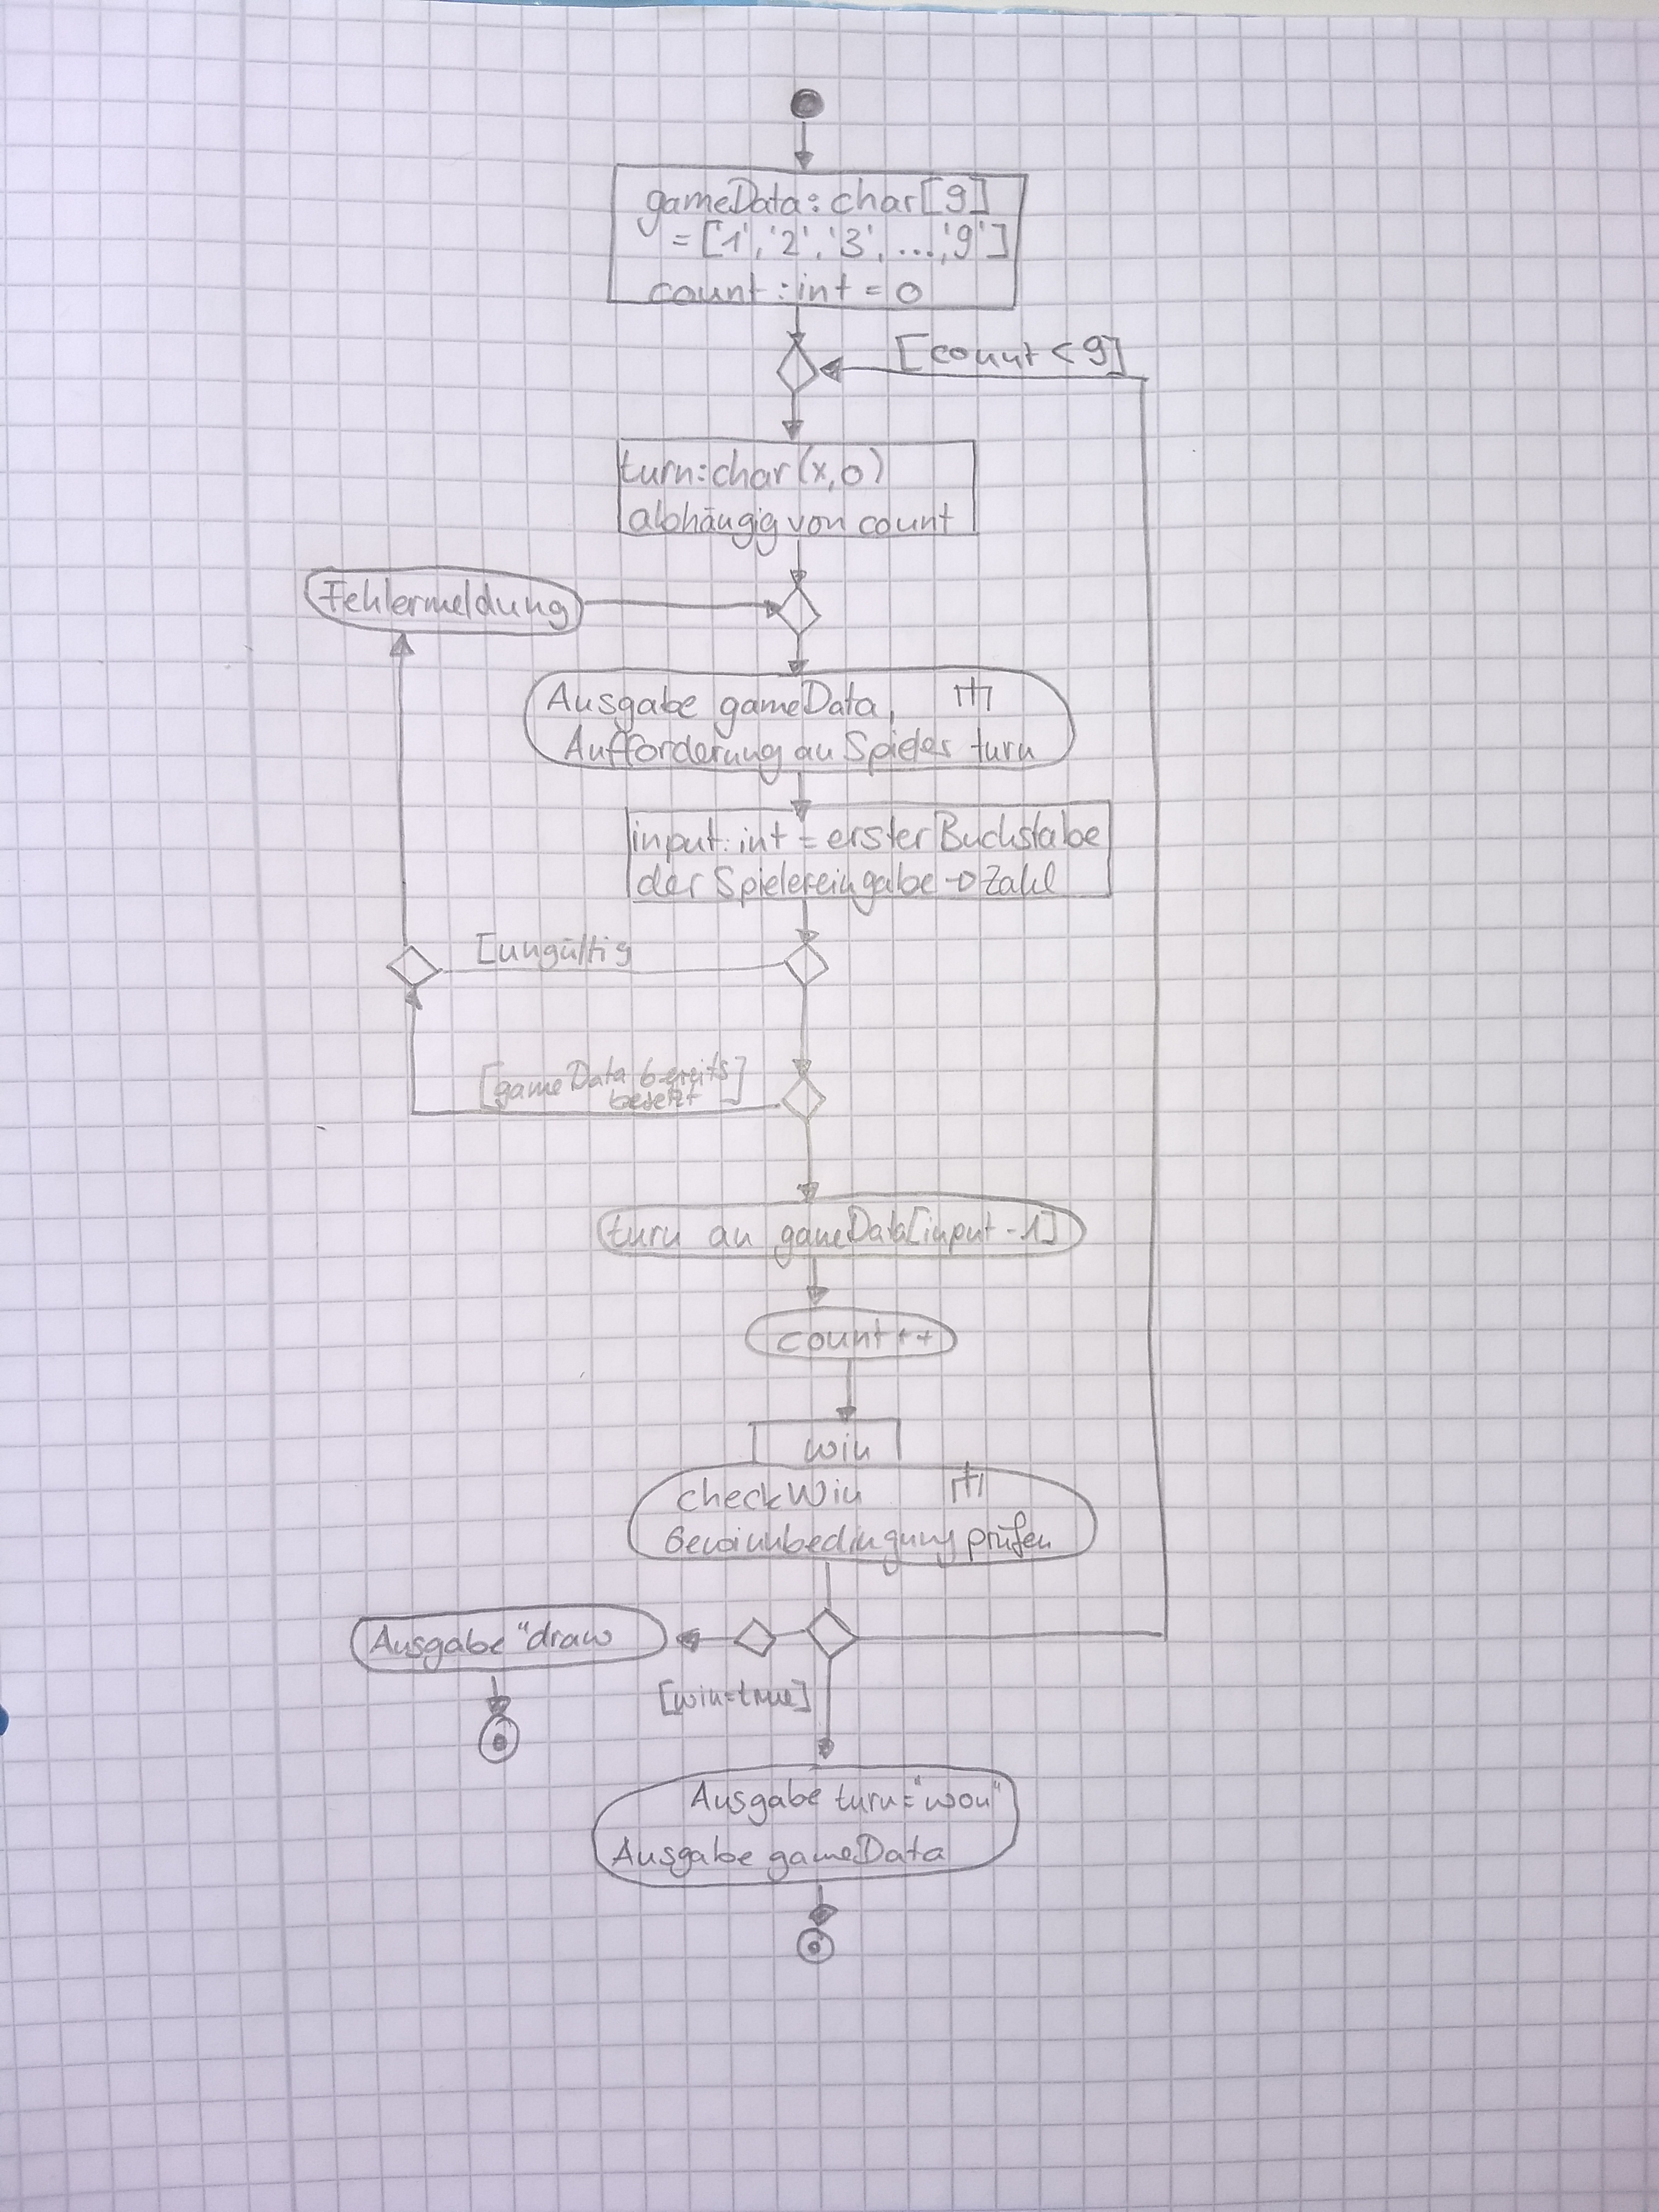 gameData: char[9]
= ['1', '2', '3', ..., '9']
count : int = 0
[count < 9]
turn: char (x,o)
abhängig von count
Fehlermeldung
Ausgabe gameData,
Aufforderung an Spieler turn
input: int = erster Buchstabe
der Spielereingabe → Zahl
[ungültig
[gameData bereits
besetzt]
turn an gameData[input - 1]
count++
win
checkWin
Gewinnbedingung prüfen
Ausgabe "draw
[win=true]
Ausgabe turn="won"
Ausgabe gameData